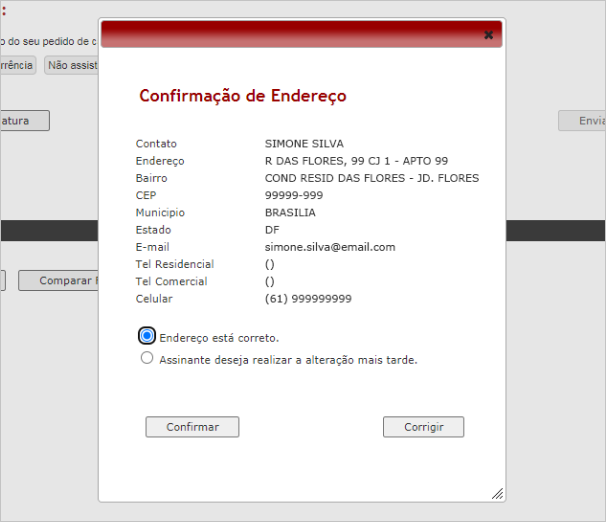 :
o do seu pedido de c
rrência Não assist
atura
Envia
Comparar
Confirmação de Endereço
Contato SIMONE SILVA
Endereço R DAS FLORES, 99 CJ 1 - APTO 99
Bairro COND RESID DAS FLORES - JD. FLORES
CEP 99999-999
Municipio BRASILIA
Estado DF
E-mail simone.silva@email.com
Tel Residencial ()
Tel Comercial ()
Celular (61) 999999999
Endereço está correto.
Assinante deseja realizar a alteração mais tarde.
Confirmar Corrigir